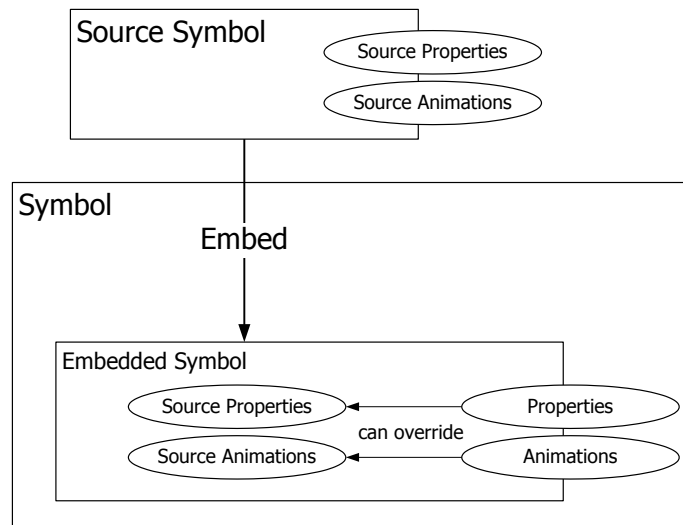 Source Symbol
Source Properties
Source Animations
Symbol
Embed
Embedded Symbol
Source Properties
Properties
can override
Source Animations
Animations